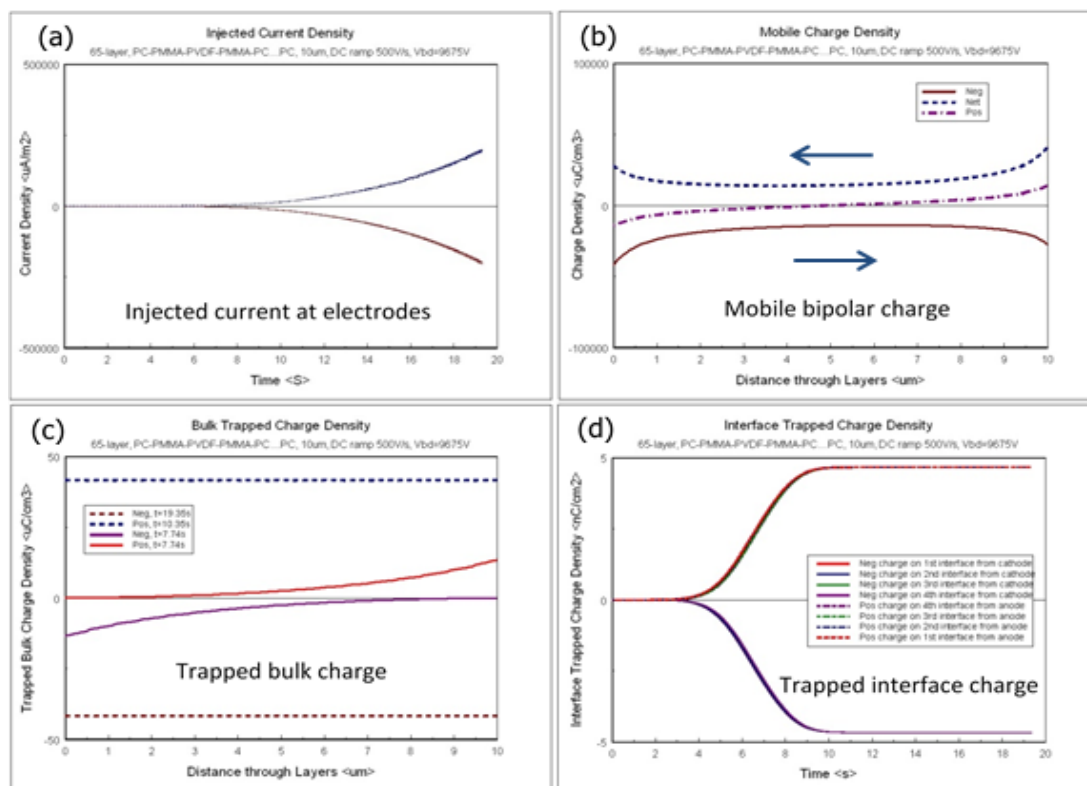 (a)
Injected Current Density
65-layer, PC-PMMA-PVDF-PMMA-PC...PC, 10um, DC ramp 500V/s, Vbd=9675V
500000
0
-500000
Current Density <uA/m2>
Injected current at electrodes
0 2 4 6 8 10 12 14 16 18 20
Time <S>
(b)
Mobile Charge Density
65-layer, PC-PMMA-PVDF-PMMA-PC...PC, 10um, DC ramp 500V/s, Vbd=9675V
100000
0
-100000
Charge Density <uC/cm3>
Neg
Net
Pos
Mobile bipolar charge
0 1 2 3 4 5 6 7 8 9 10
Distance through Layers <um>
(c)
Bulk Trapped Charge Density
65-layer, PC-PMMA-PVDF-PMMA-PC...PC, 10um, DC ramp 500V/s, Vbd=9675V
50
0
-50
Trapped Bulk Charge Density <uC/cm3>
Neg, t=19.35s
Pos, t=10.35s
Neg, t=7.74s
Pos, t=7.74s
Trapped bulk charge
0 1 2 3 4 5 6 7 8 9 10
Distance through Layers <um>
(d)
Interface Trapped Charge Density
65-layer, PC-PMMA-PVDF-PMMA-PC...PC, 10um, DC ramp 500V/s, Vbd=9675V
5
0
-5
Interface Trapped Charge Density <nC/cm2>
Neg charge on 1st interface from cathode
Neg charge on 2nd interface from cathode
Neg charge on 3rd interface from cathode
Neg charge on 4th interface from cathode
Pos charge on 4th interface from anode
Pos charge on 3rd interface from anode
Pos charge on 2nd interface from anode
Pos charge on 1st interface from anode
Trapped interface charge
0 2 4 6 8 10 12 14 16 18 20
Time <s>